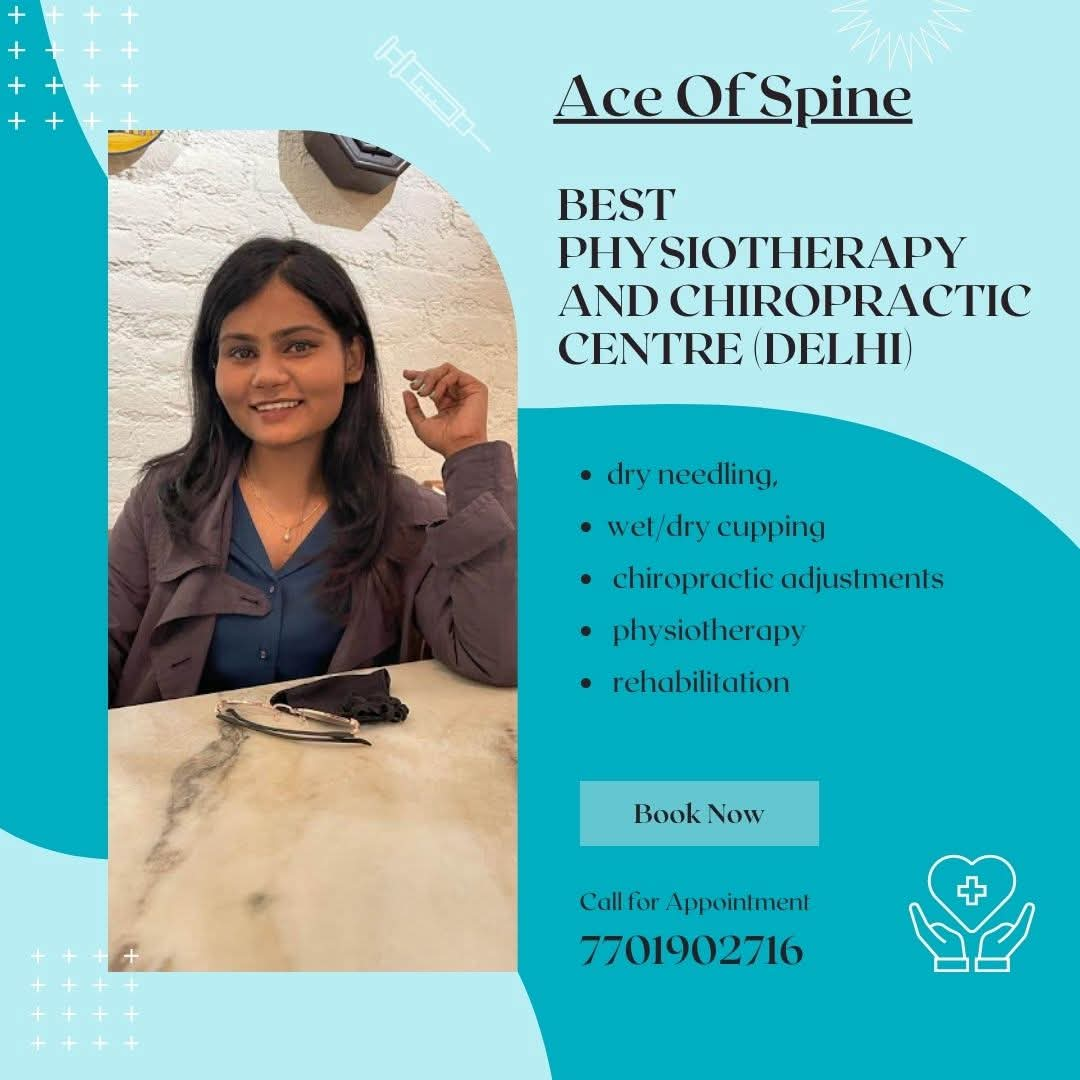 Ace Of Spine
BEST
PHYSIOTHERAPY
AND CHIROPRACTIC
CENTRE (DELHI)
• dry needling,
• wet/dry cupping
• chiropractic adjustments
• physiotherapy
• rehabilitation
Book Now
Call for Appointment
7701902716